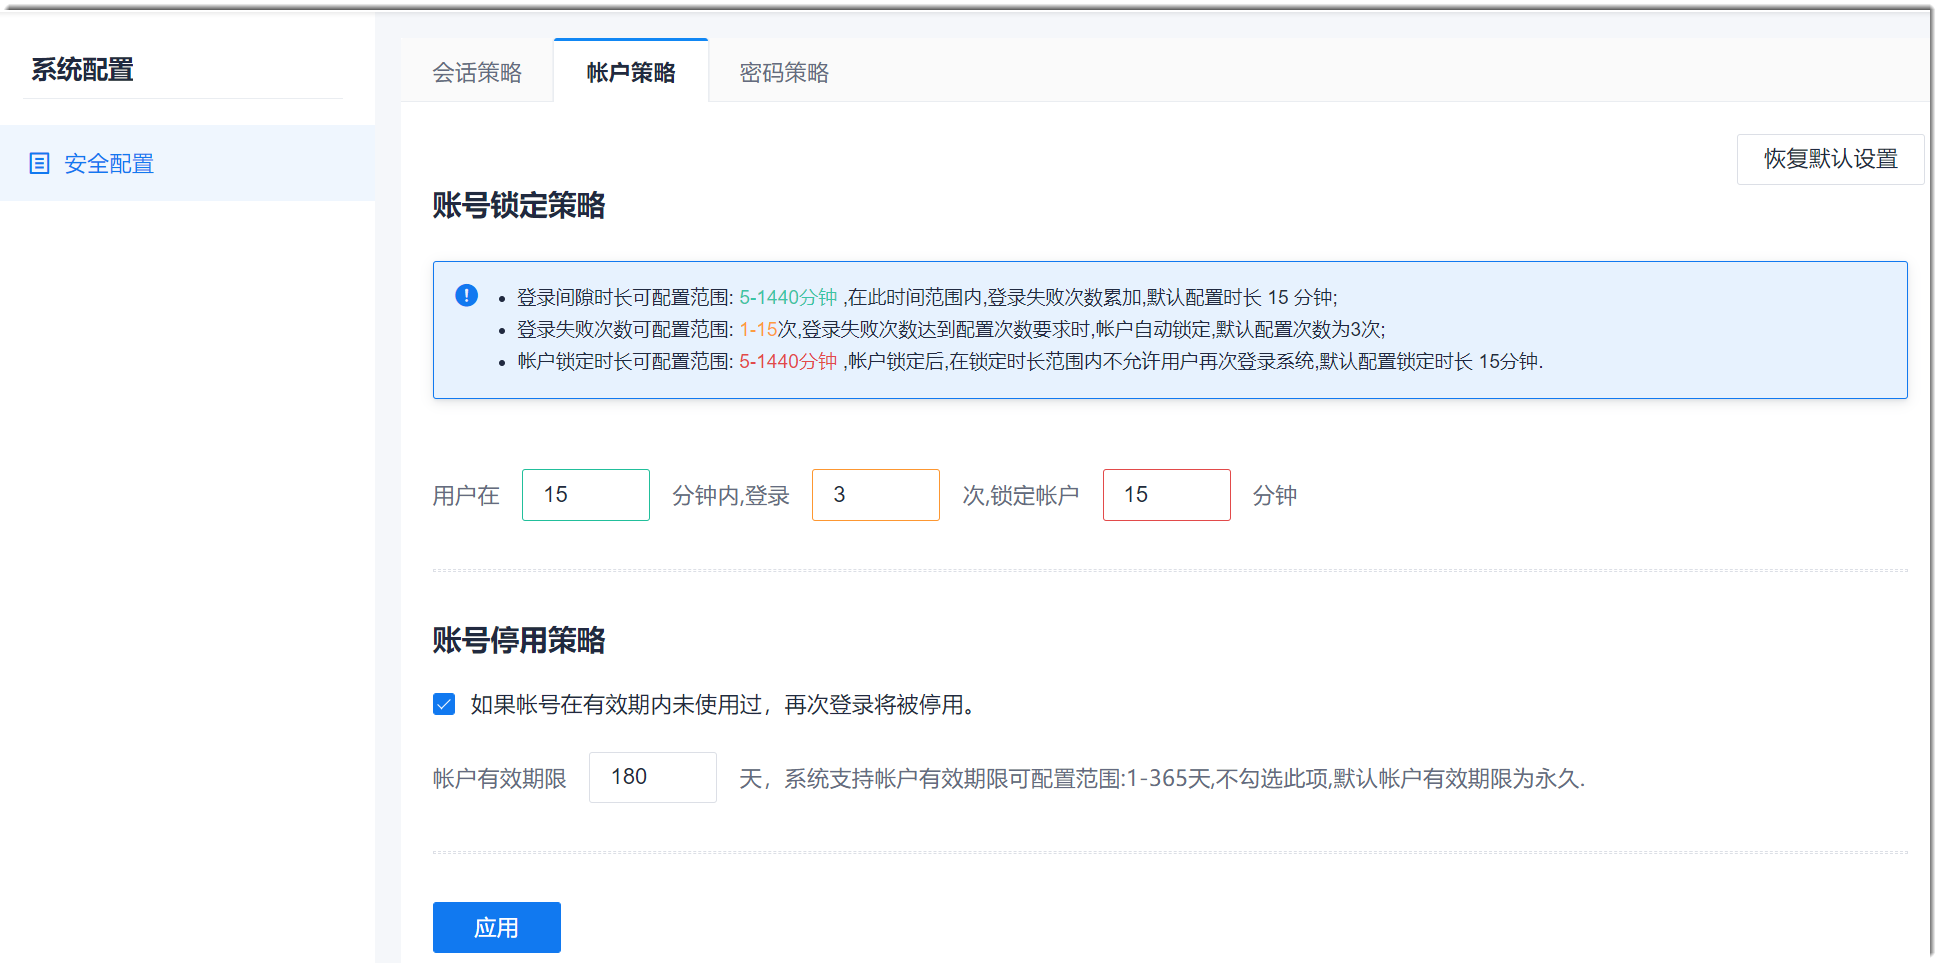 系统配置
安全配置
会话策略
帐户策略
密码策略
恢复默认设置
账号锁定策略
登录间隙时长可配置范围: 5-1440分钟 ,在此时间范围内,登录失败次数累加,默认配置时长 15 分钟;
登录失败次数可配置范围: 1-15次,登录失败次数达到配置次数要求时,帐户自动锁定,默认配置次数为3次;
帐户锁定时长可配置范围: 5-1440分钟 ,帐户锁定后,在锁定时长范围内不允许用户再次登录系统,默认配置锁定时长 15分钟.
用户在 15 分钟内,登录 3 次,锁定帐户 15 分钟
账号停用策略
如果帐号在有效期内未使用过，再次登录将被停用。
帐户有效期限 180 天，系统支持帐户有效期限可配置范围:1-365天,不勾选此项,默认帐户有效期限为永久.
应用